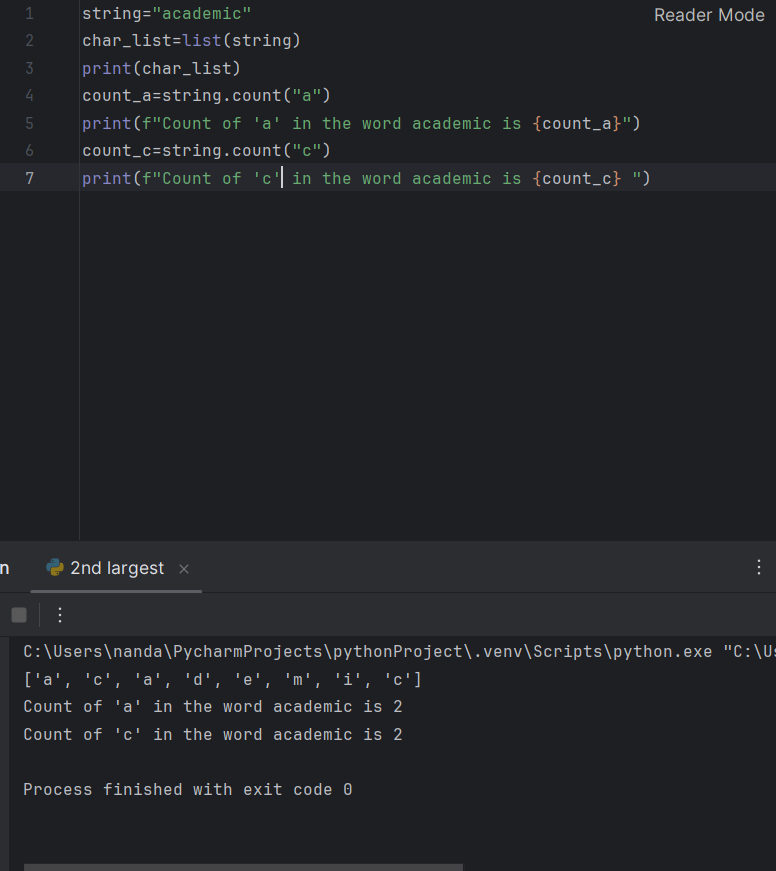 Reader Mode
1 string="academic"
2 char_list=list(string)
3 print(char_list)
4 count_a=string.count("a")
5 print(f"Count of 'a' in the word academic is {count_a}")
6 count_c=string.count("c")
7 print(f"Count of 'c' in the word academic is {count_c} ")
n 2nd largest
C:\Users\nanda\PycharmProjects\pythonProject\.venv\Scripts\python.exe "C:\Us
['a', 'c', 'a', 'd', 'e', 'm', 'i', 'c']
Count of 'a' in the word academic is 2
Count of 'c' in the word academic is 2
Process finished with exit code 0